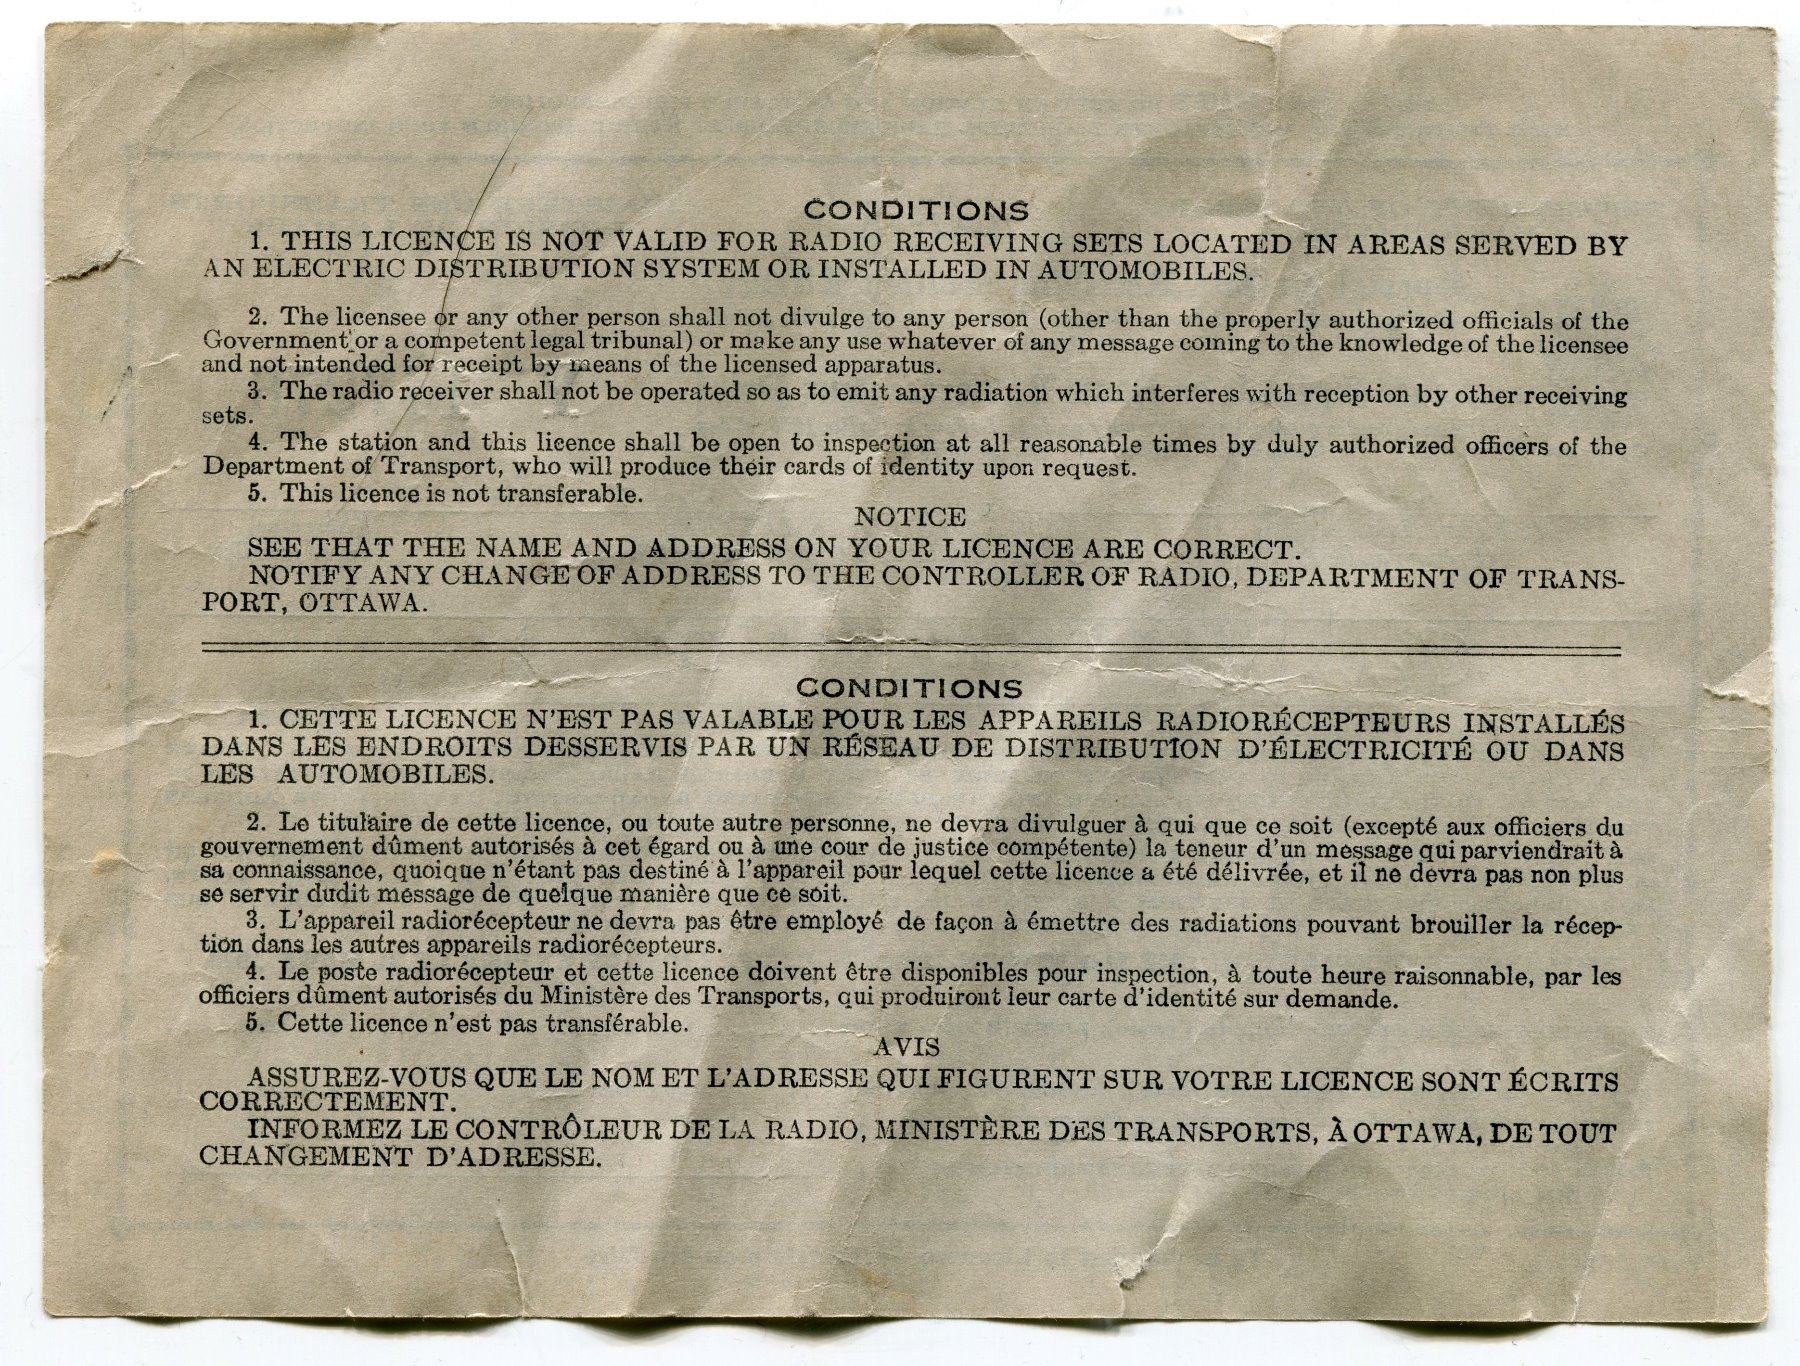 CONDITIONS
1. THIS LICENCE IS NOT VALID FOR RADIO RECEIVING SETS LOCATED IN AREAS SERVED BY
AN ELECTRIC DISTRIBUTION SYSTEM OR INSTALLED IN AUTOMOBILES.
2. The licensee or any other person shall not divulge to any person (other than the properly authorized officials of the
Government or a competent legal tribunal) or make any use whatever of any message coming to the knowledge of the licensee
and not intended for receipt by means of the licensed apparatus.
3. The radio receiver shall not be operated so as to emit any radiation which interferes with reception by other receiving
sets.
4. The station and this licence shall be open to inspection at all reasonable times by duly authorized officers of the
Department of Transport, who will produce their cards of identity upon request.
5. This licence is not transferable.
NOTICE
SEE THAT THE NAME AND ADDRESS ON YOUR LICENCE ARE CORRECT.
NOTIFY ANY CHANGE OF ADDRESS TO THE CONTROLLER OF RADIO, DEPARTMENT OF TRANS-
PORT, OTTAWA.
CONDITIONS
1. CETTE LICENCE N'EST PAS VALABLE POUR LES APPAREILS RADIORÉCEPTEURS INSTALLÉS
DANS LES ENDROITS DESSERVIS PAR UN RÉSEAU DE DISTRIBUTION D'ÉLECTRICITÉ OU DANS
LES AUTOMOBILES.
2. Le titulaire de cette licence, ou toute autre personne, ne devra divulguer à qui que ce soit (excepté aux officiers du
gouvernement dûment autorisés à cet égard ou à une cour de justice compétente) la teneur d'un message qui parviendrait à
sa connaissance, quoique n'étant pas destiné à l'appareil pour lequel cette licence a été délivrée, et il ne devra pas non plus
se servir dudit message de quelque manière que ce soit.
3. L'appareil radiorécepteur ne devra pas être employé de façon à émettre des radiations pouvant brouiller la récep-
tion dans les autres appareils radiorécepteurs.
4. Le poste radiorécepteur et cette licence doivent être disponibles pour inspection, à toute heure raisonnable, par les
officiers dûment autorisés du Ministère des Transports, qui produiront leur carte d'identité sur demande.
5. Cette licence n'est pas transférable.
AVIS
ASSUREZ-VOUS QUE LE NOM ET L'ADRESSE QUI FIGURENT SUR VOTRE LICENCE SONT ÉCRITS
CORRECTEMENT.
INFORMEZ LE CONTRÔLEUR DE LA RADIO, MINISTÈRE DES TRANSPORTS, À OTTAWA, DE TOUT
CHANGEMENT D'ADRESSE.